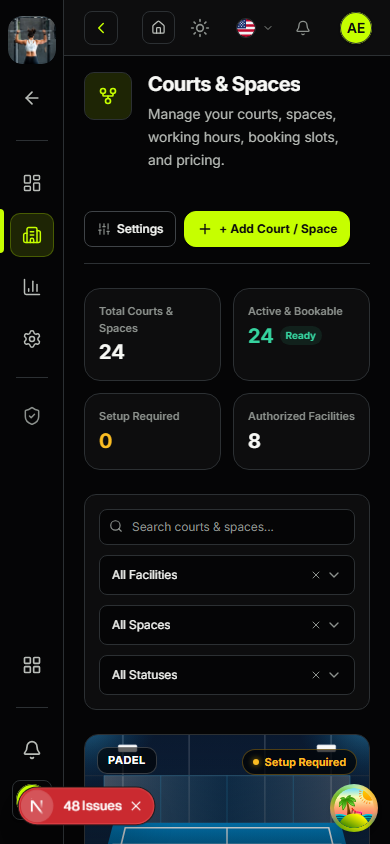 AE
Courts & Spaces
Manage your courts, spaces,
working hours, booking slots,
and pricing.
Settings
+ Add Court / Space
Total Courts &
Spaces
24
Active & Bookable
24 Ready
Setup Required
0
Authorized Facilities
8
Search courts & spaces...
All Facilities
All Spaces
All Statuses
PADEL
Setup Required
N 48 Issues